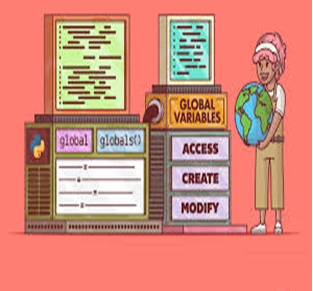 GLOBAL
VARIABLES
global globals()
ACCESS
CREATE
MODIFY